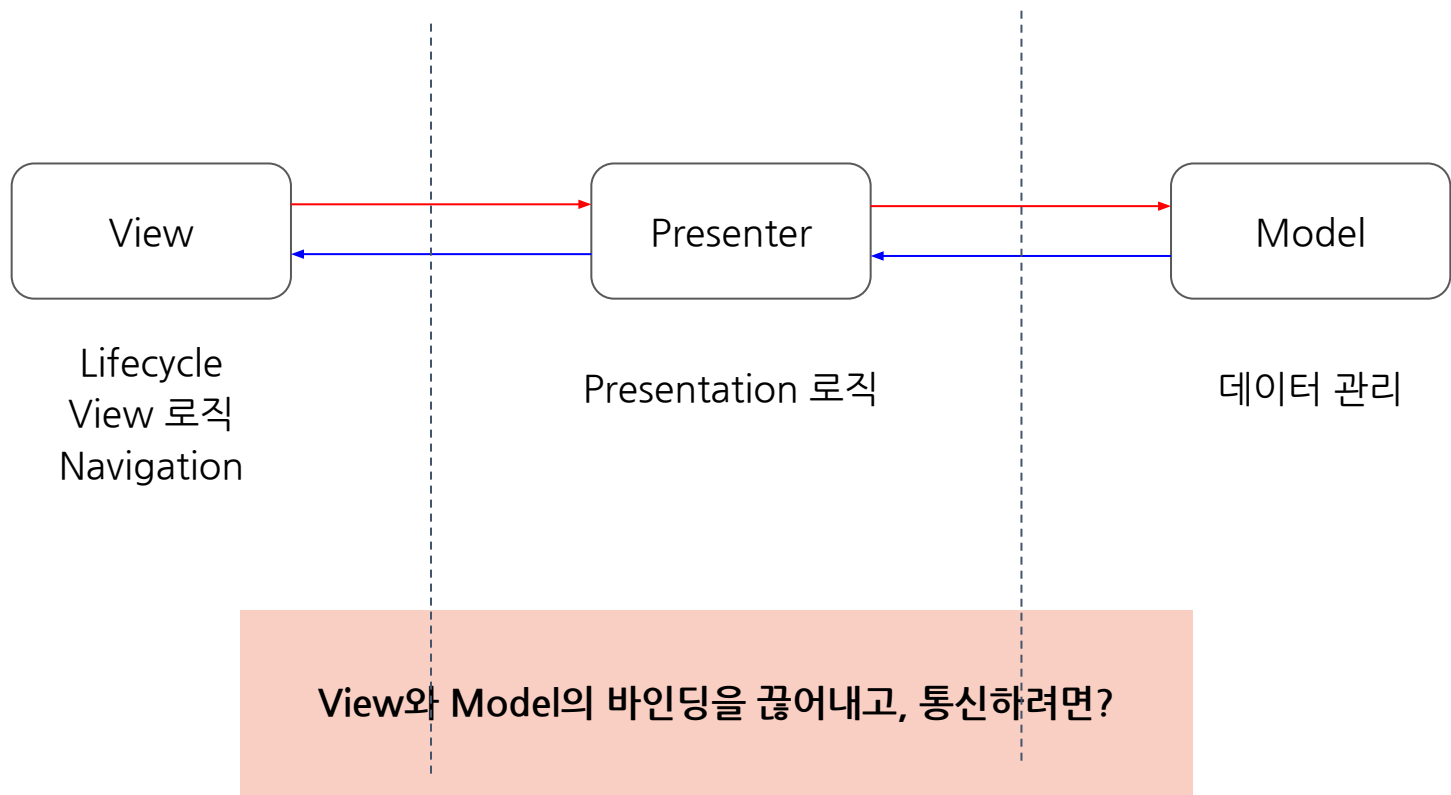 View
Presenter
Model
Lifecycle
View 로직
Navigation
Presentation 로직
데이터 관리
View와 Model의 바인딩을 끊어내고, 통신하려면?